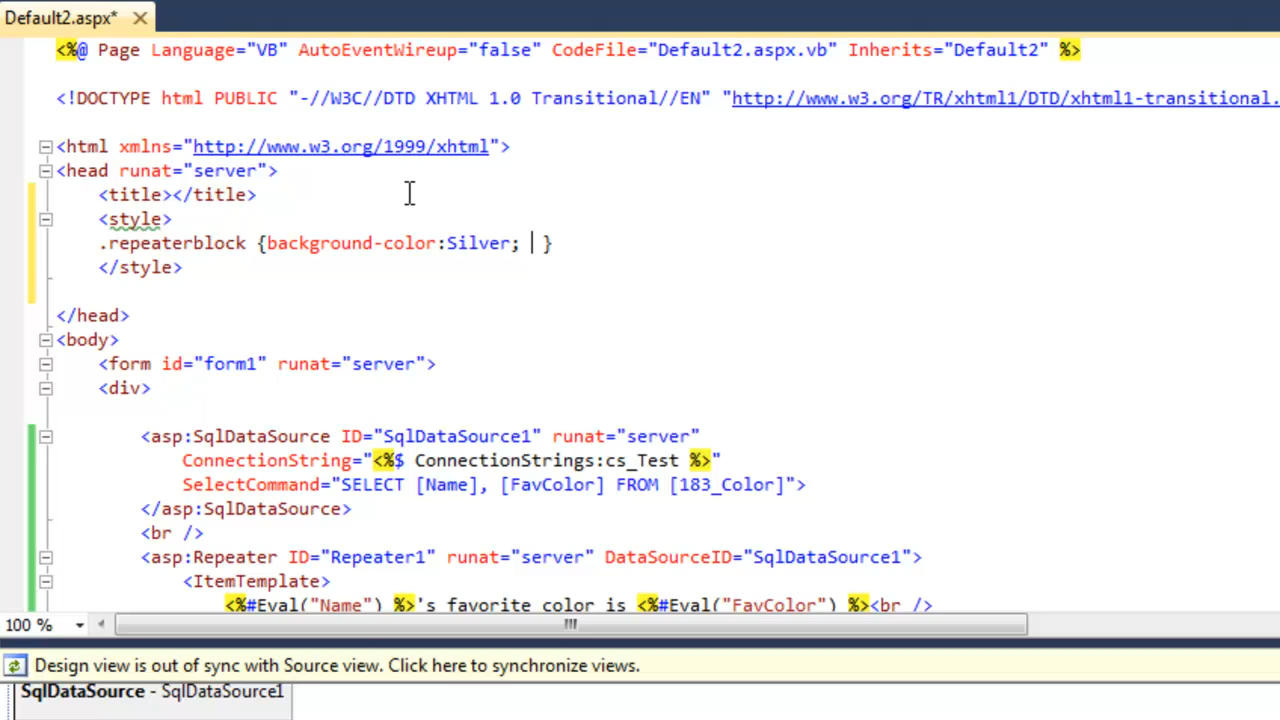 Default2.aspx*
<%@ Page Language="VB" AutoEventWireup="false" CodeFile="Default2.aspx.vb" Inherits="Default2" %>
<!DOCTYPE html PUBLIC "-//W3C//DTD XHTML 1.0 Transitional//EN" "http://www.w3.org/TR/xhtml1/DTD/xhtml1-transitional.
<html xmlns="http://www.w3.org/1999/xhtml">
<head runat="server">
<title></title>
<style>
.repeaterblock {background-color:Silver; }
</style>
</head>
<body>
<form id="form1" runat="server">
<div>
<asp:SqlDataSource ID="SqlDataSource1" runat="server"
ConnectionString="<%$ ConnectionStrings:cs_Test %>"
SelectCommand="SELECT [Name], [FavColor] FROM [183_Color]">
</asp:SqlDataSource>
<br />
<asp:Repeater ID="Repeater1" runat="server" DataSourceID="SqlDataSource1">
<ItemTemplate>
<%#Eval("Name") %>'s favorite color is <%#Eval("FavColor") %><br />
100 %
Design view is out of sync with Source view. Click here to synchronize views.
SqlDataSource - SqlDataSource1